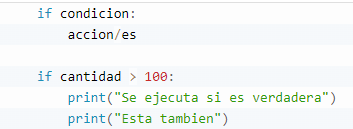 if condicion:
    accion/es
if cantidad > 100:
    print("Se ejecuta si es verdadera")
    print("Esta tambien")